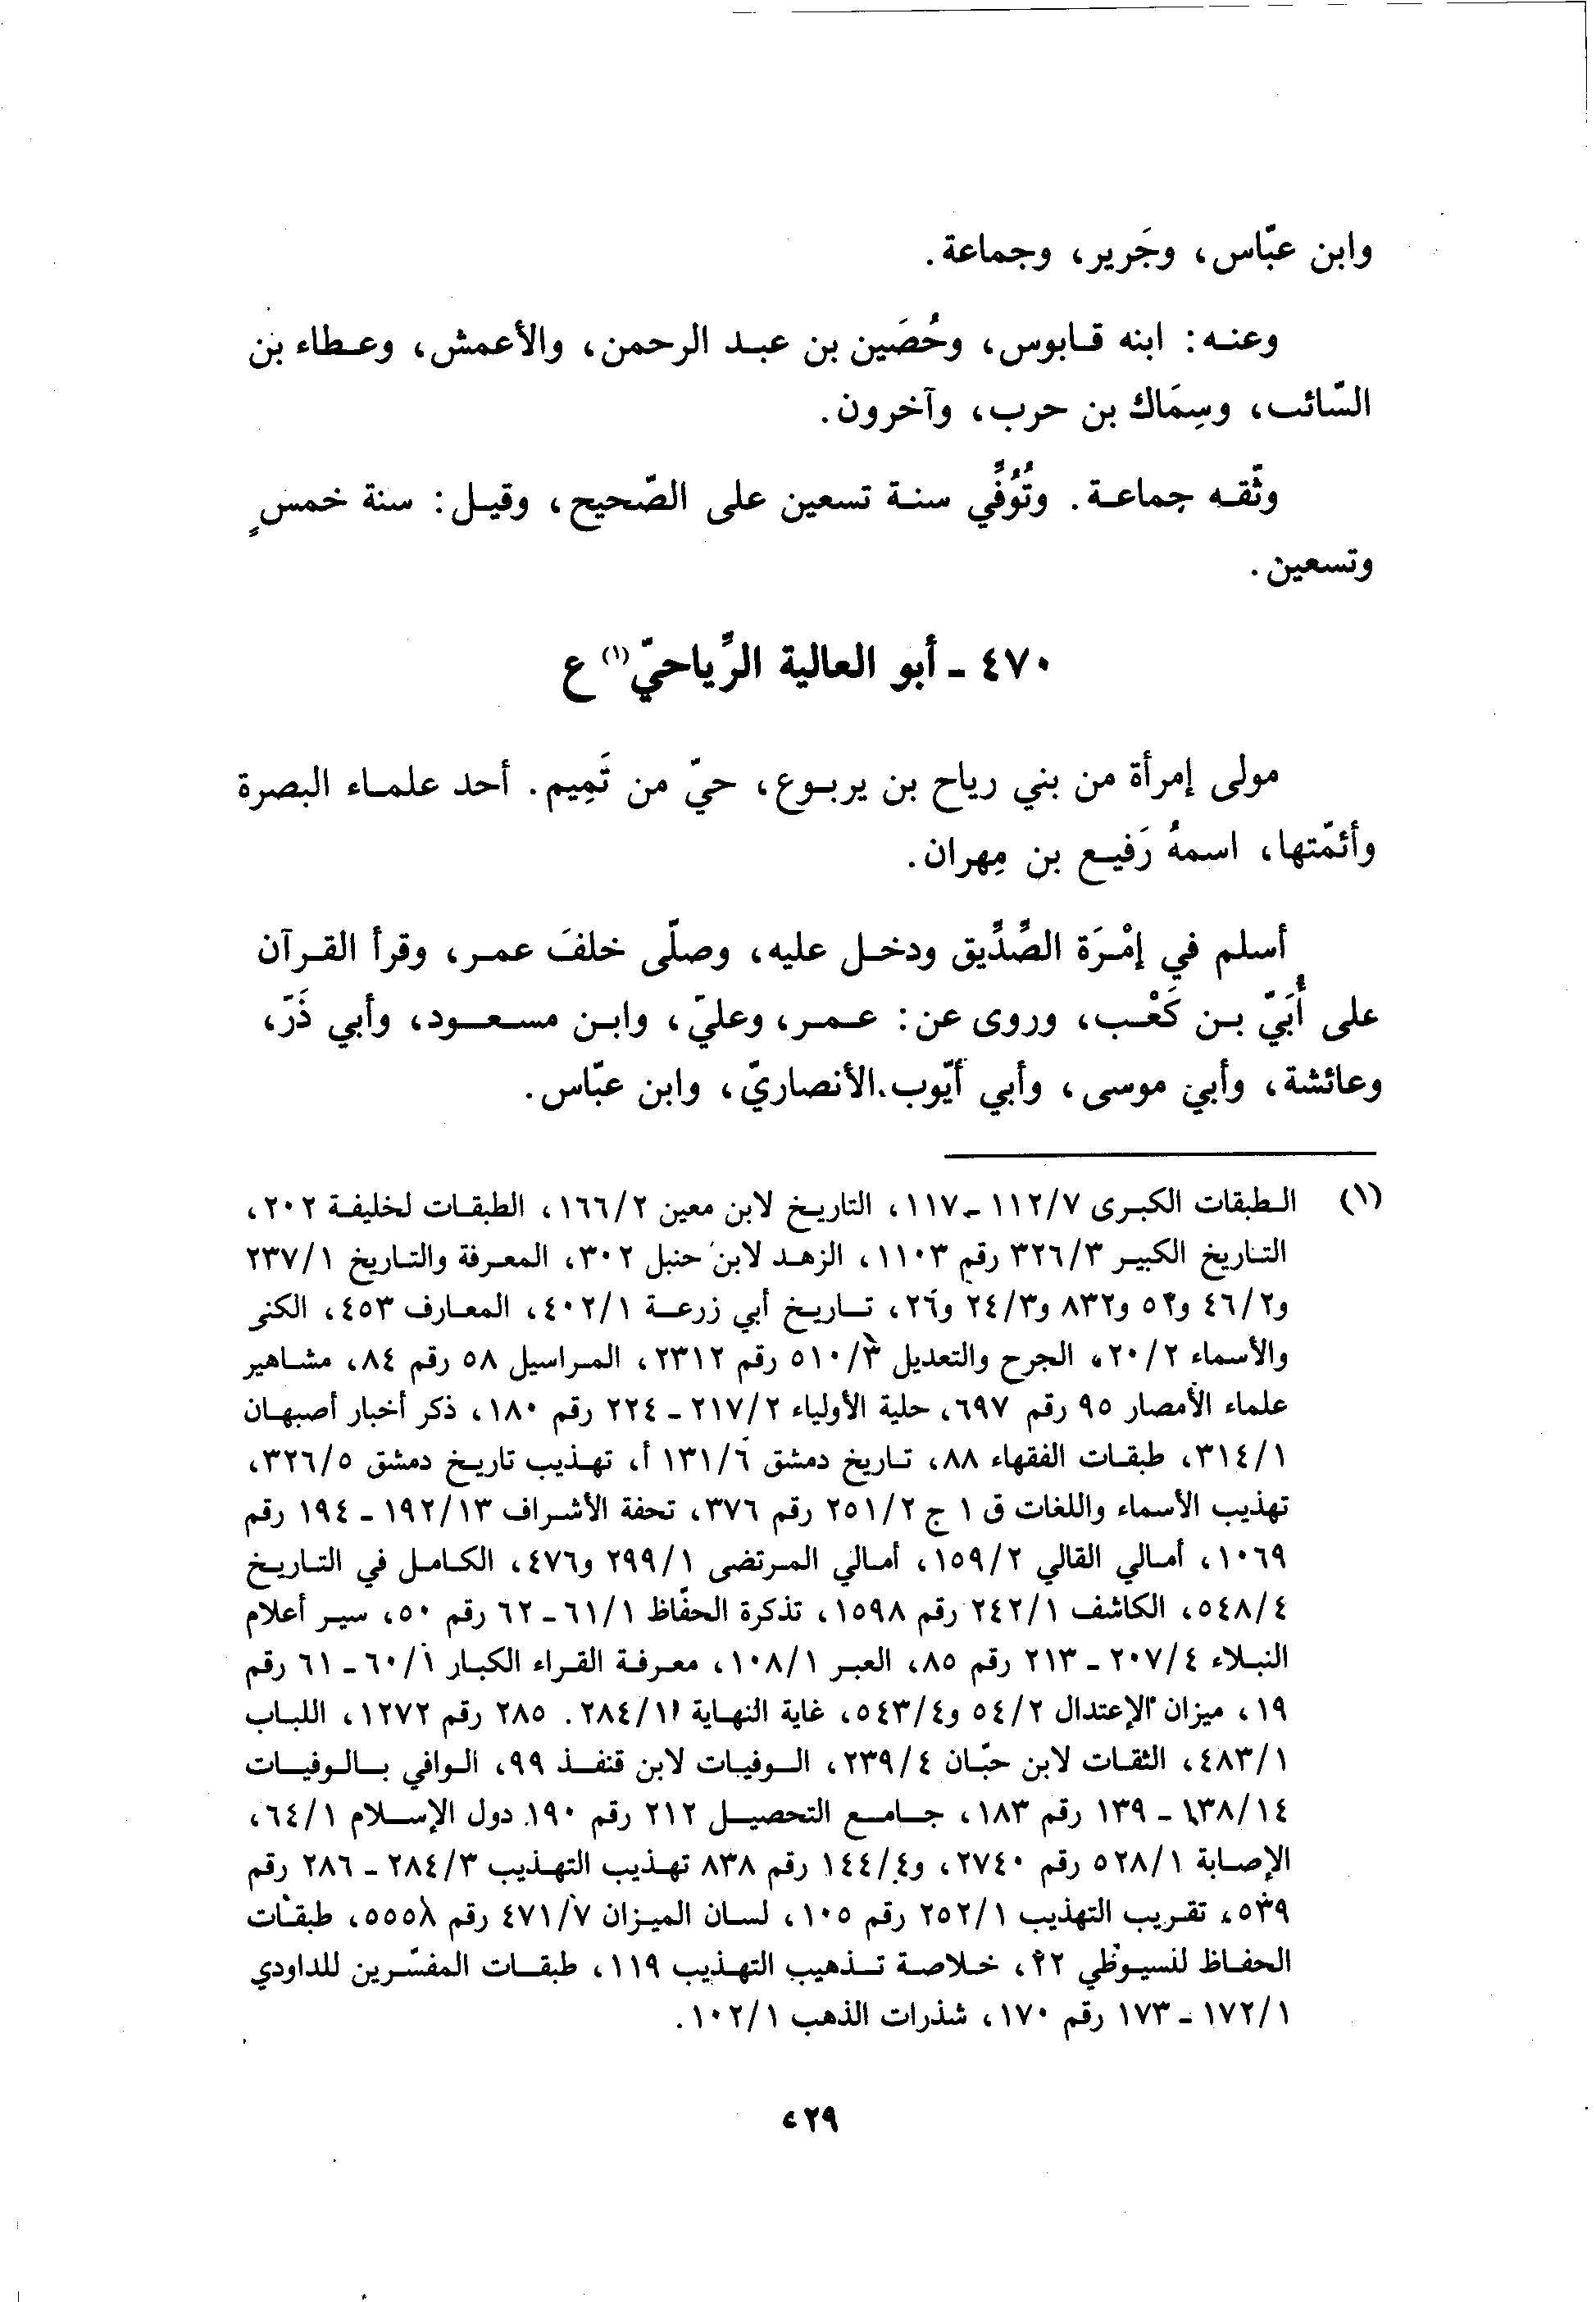 وابن عبّاس، وجَرير، وجماعة.
وعنه: ابنه قابوس، وحُصَين بن عبد الرحمن، والأعمش، وعطاء بن
السّائب، وسِمَاك بن حرب، وآخرون.
وثّقه جماعة. وتُوُفِّي سنة تسعين على الصّحيح، وقيل: سنة خمسٍ
وتسعين.
٤٧٠ - أبو العالية الرِّياحيّ(١) ع
مولى إمرأة من بني رياح بن يربوع، حيّ من تَمِيم. أحد علماء البصرة
وأئمّتها، اسمهُ رَفيع بن مِهران.
أسلم في إمْرَة الصِّدِّيق ودخل عليه، وصلّى خلفَ عمر، وقرأ القرآن
على أُبَيّ بن كَعْب، وروى عن: عمر، وعليّ، وابن مسعود، وأبي ذَرّ،
وعائشة، وأبي موسى، وأبي أيّوب الأنصاريّ، وابن عبّاس.
(١) الطبقات الكبرى ٧/١١٢ - ١١٧، التاريخ لابن معين ٢/١٦٦، الطبقات لخليفة ٢٠٢،
التاريخ الكبير ٣/٣٢٦ رقم ١١٠٣، الزهد لابن حنبل ٣٠٢، المعرفة والتاريخ ١/٢٣٧
و٢/٤٦ و٥٢ و٨٣٢ و٣/٢٤ و٢٦، تاريخ أبي زرعة ١/٤٠٢، المعارف ٤٥٣، الكنى
والأسماء ٢/٢٠، الجرح والتعديل ٣/٥١٠ رقم ٢٣١٢، المراسيل ٥٨ رقم ٨٤، مشاهير
علماء الأمصار ٩٥ رقم ٦٩٧، حلية الأولياء ٢/٢١٧ - ٢٢٤ رقم ١٨٠، ذكر أخبار أصبهان
١/٣١٤، طبقات الفقهاء ٨٨، تاريخ دمشق ٦/١٣١ أ، تهذيب تاريخ دمشق ٥/٣٢٦،
تهذيب الأسماء واللغات ق ١ ج ٢/٢٥١ رقم ٣٧٦، تحفة الأشراف ١٣/١٩٢ - ١٩٤ رقم
١٠٦٩، أمالي القالي ٢/١٥٩، أمالي المرتضى ١/٢٩٩ و٤٧٦، الكامل في التاريخ
٤/٥٤٨، الكاشف ١/٢٤٢ رقم ١٥٩٨، تذكرة الحفّاظ ١/٦١ - ٦٢ رقم ٥٠، سير أعلام
النبلاء ٤/٢٠٧ - ٢١٣ رقم ٨٥، العبر ١/١٠٨، معرفة القراء الكبار ١/٦٠ - ٦١ رقم
١٩، ميزان الإعتدال ٢/٥٤ و٤/٥٤٣، غاية النهاية ١/٢٨٤. ٢٨٥ رقم ١٢٧٢، اللباب
١/٤٨٣، الثقات لابن حبّان ٤/٢٣٩، الوفيات لابن قنفذ ٩٩، الوافي بالوفيات
١٤/١٣٨ - ١٣٩ رقم ١٨٣، جامع التحصيل ٢١٢ رقم ١٩٠. دول الإسلام ١/٦٤،
الإصابة ١/٥٢٨ رقم ٢٧٤٠، و٤/١٤٤ رقم ٨٣٨ تهذيب التهذيب ٣/٢٨٤ - ٢٨٦ رقم
٥٣٩، تقريب التهذيب ١/٢٥٢ رقم ١٠٥، لسان الميزان ٧/٤٧١ رقم ٥٥٥٨، طبقات
الحفاظ للسيوطي ٢٢، خلاصة تذهيب التهذيب ١١٩، طبقات المفسّرين للداودي
١/١٧٢ - ١٧٣ رقم ١٧٠، شذرات الذهب ١/١٠٢.